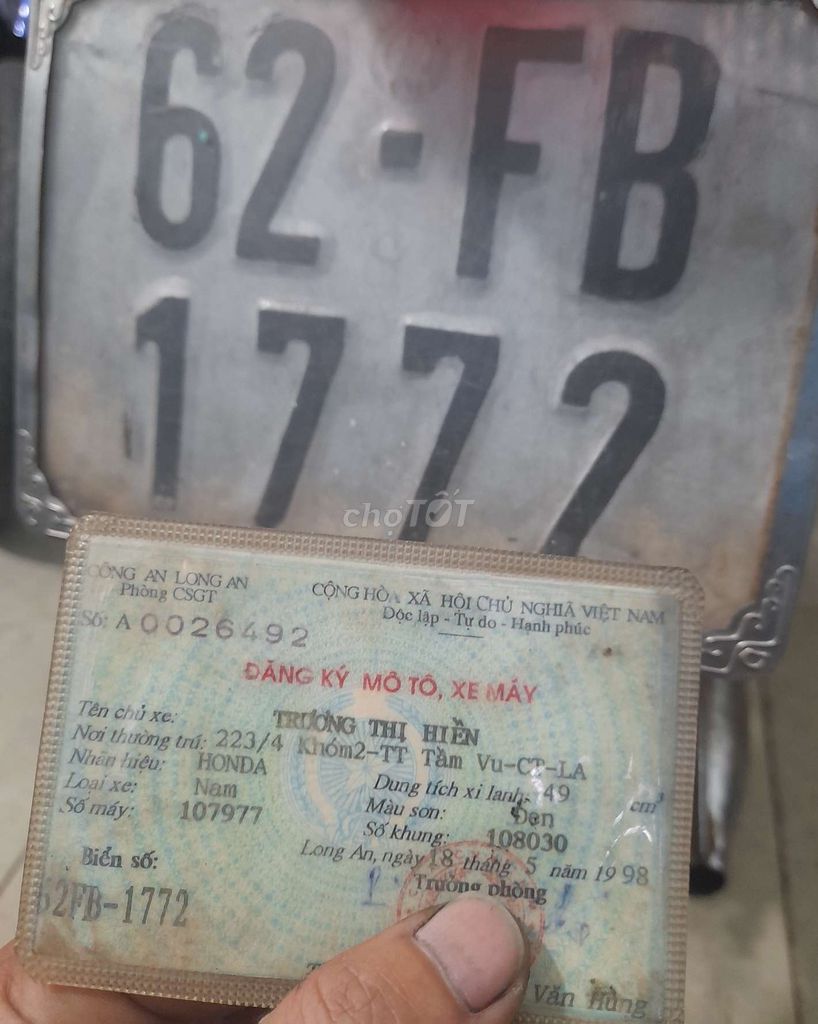 62-FB
1772
chợTỐT
CÔNG AN LONG AN
Phòng CSGT
CỘNG HÒA XÃ HỘI CHỦ NGHĨA VIỆT NAM
Độc lập - Tự do - Hạnh phúc
Số: A 0026492
ĐĂNG KÝ MÔ TÔ, XE MÁY
Tên chủ xe: TRƯƠNG THỊ HIỀN
Nơi thường trú: 223/4 Khóm2-TT Tầm Vu-CT-LA
Nhãn hiệu: HONDA
Dung tích xi lanh: 49 cm³
Loại xe: Nam
Màu sơn: Đen
Số máy: 107977
Số khung: 108030
Long An, ngày 18 tháng 5 năm 1998
Biển số:
Trưởng phòng
62FB-1772
Văn Hùng